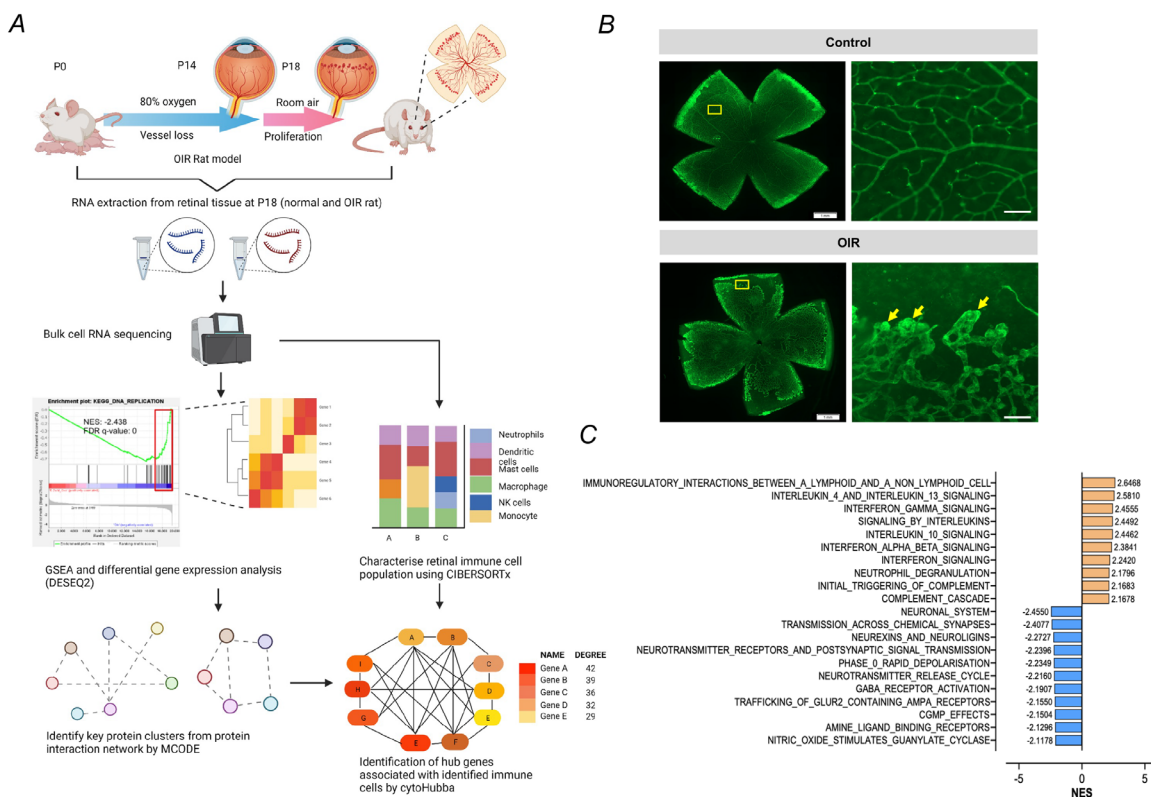 A
P0
P14
P18
80% oxygen
Vessel loss
Room air
Proliferation
OIR Rat model
RNA extraction from retinal tissue at P18 (normal and OIR rat)
Bulk cell RNA sequencing
Enrichment plot: KEGG_DNA_REPLICATION
NES: -2.438
FDR q-value: 0
Gene 1
Gene 2
Gene 3
Gene 4
Gene 5
Gene 6
GSEA and differential gene expression analysis
(DESEQ2)
Neutrophils
Dendritic
cells
Mast cells
Macrophage
NK cells
Monocyte
A B C
Characterise retinal immune cell
population using CIBERSORTx
Identify key protein clusters from protein
interaction network by MCODE
A
B
I
C
H
D
G
E
E
F
NAME DEGREE
Gene A 42
Gene B 39
Gene C 36
Gene D 32
Gene E 29
Identification of hub genes
associated with identified immune
cells by cytoHubba
B
Control
1 mm
OIR
1 mm
C
IMMUNOREGULATORY_INTERACTIONS_BETWEEN_A_LYMPHOID_AND_A_NON_LYMPHOID_CELL 2.6468
INTERLEUKIN_4_AND_INTERLEUKIN_13_SIGNALING 2.5810
INTERFERON_GAMMA_SIGNALING 2.4555
SIGNALING_BY_INTERLEUKINS 2.4492
INTERLEUKIN_10_SIGNALING 2.4462
INTERFERON_ALPHA_BETA_SIGNALING 2.3841
INTERFERON_SIGNALING 2.2420
NEUTROPHIL_DEGRANULATION 2.1796
INITIAL_TRIGGERING_OF_COMPLEMENT 2.1683
COMPLEMENT_CASCADE 2.1678
NEURONAL_SYSTEM -2.4550
TRANSMISSION_ACROSS_CHEMICAL_SYNAPSES -2.4077
NEUREXINS_AND_NEUROLIGINS -2.2727
NEUROTRANSMITTER_RECEPTORS_AND_POSTSYNAPTIC_SIGNAL_TRANSMISSION -2.2396
PHASE_0_RAPID_DEPOLARISATION -2.2349
NEUROTRANSMITTER_RELEASE_CYCLE -2.2160
GABA_RECEPTOR_ACTIVATION -2.1907
TRAFFICKING_OF_GLUR2_CONTAINING_AMPA_RECEPTORS -2.1550
CGMP_EFFECTS -2.1504
AMINE_LIGAND_BINDING_RECEPTORS -2.1296
NITRIC_OXIDE_STIMULATES_GUANYLATE_CYCLASE -2.1178
-5 0 5
NES